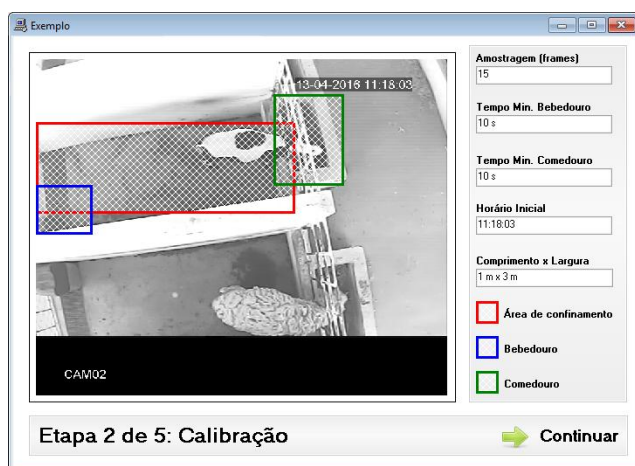 Exemplo
13-04-2016 11:18:03
CAM02
Amostragem (frames)
15
Tempo Min. Bebedouro
10 s
Tempo Min. Comedouro
10 s
Horário Inicial
11:18:03
Comprimento x Largura
1 m x 3 m
Área de confinamento
Bebedouro
Comedouro
Etapa 2 de 5: Calibração
Continuar